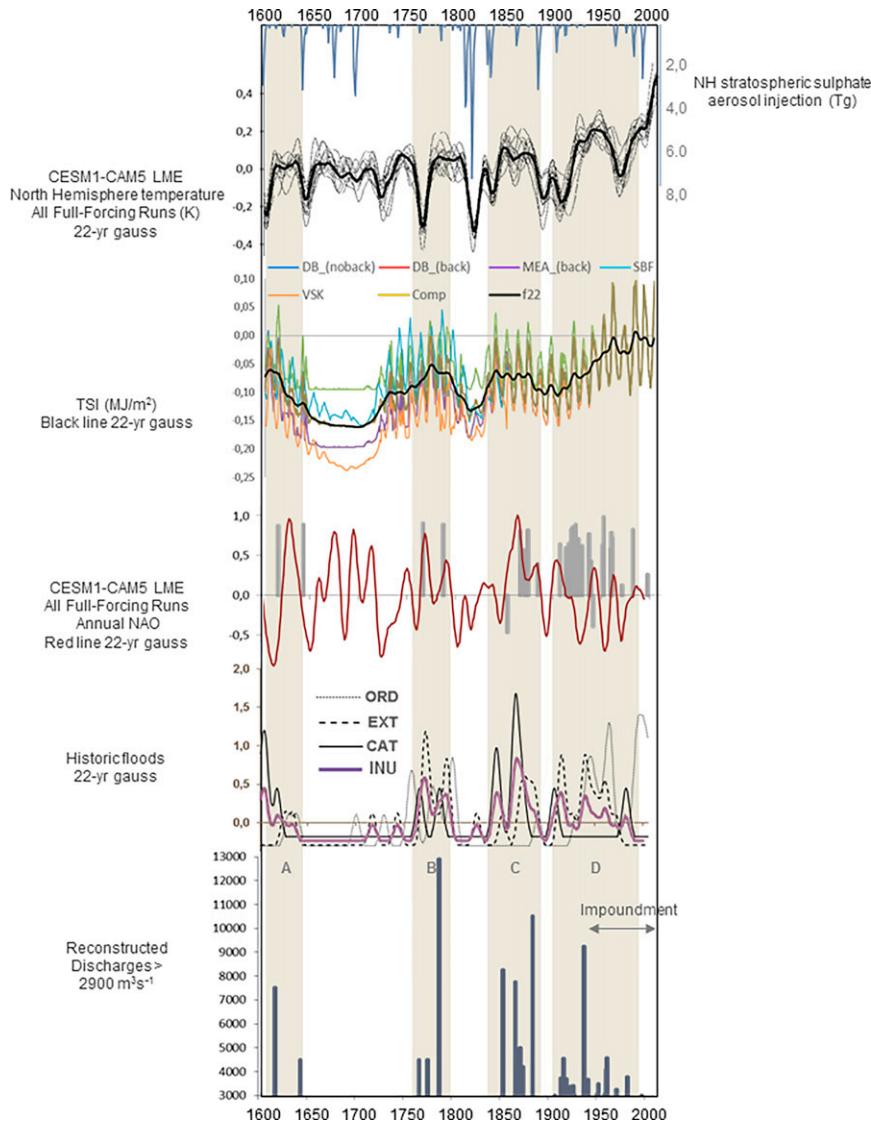 1600 1650 1700 1750 1800 1850 1900 1950 2000
2,0
NH stratospheric sulphate
aerosol injection (Tg)
4,0
6.0
8,0
0,4
0,2
0,0
-0,2
-0,4
CESM1-CAM5 LME
North Hemisphere temperature
All Full-Forcing Runs (K)
22-yr gauss
DB_(noback) DB_(back) MEA_(back) SBF
VSK Comp f22
0,10
0,05
0,00
-0,05
-0,10
-0,15
-0,20
-0,25
TSI (MJ/m²)
Black line 22-yr gauss
1,0
0,5
0,0
-0,5
CESM1-CAM5 LME
All Full-Forcing Runs
Annual NAO
Red line 22-yr gauss
2,0
1,5
1,0
0,5
0,0
ORD
EXT
CAT
INU
Historic floods
22-yr gauss
A B C D
Impoundment
13000
12000
11000
10000
9000
8000
7000
6000
5000
4000
3000
Reconstructed
Discharges >
2900 m³s⁻¹
1600 1650 1700 1750 1800 1850 1900 1950 2000